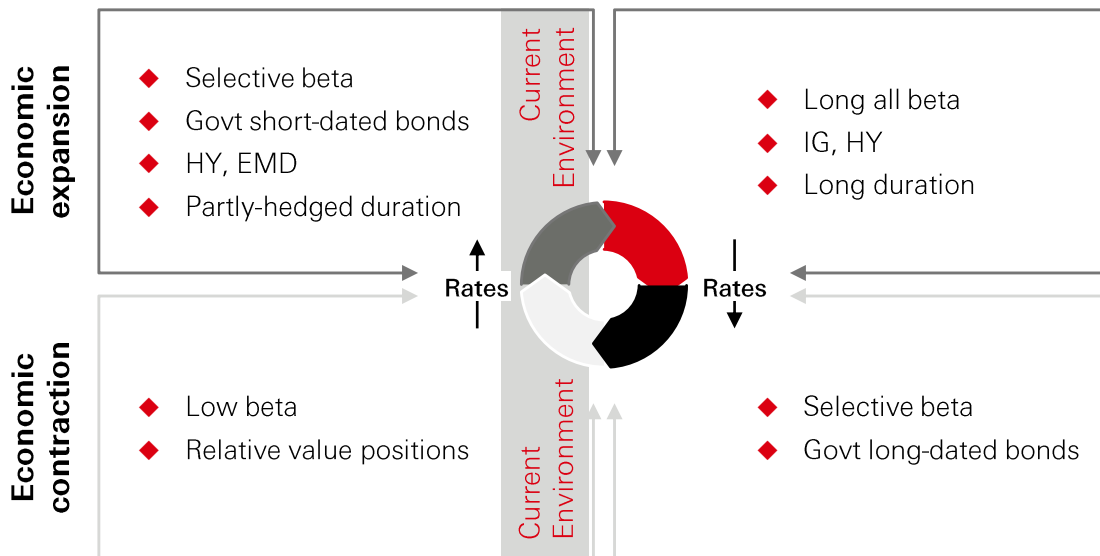 Economic
expansion
Selective beta
Govt short-dated bonds
HY, EMD
Partly-hedged duration
Current
Environment
Long all beta
IG, HY
Long duration
Rates
Rates
Economic
contraction
Low beta
Relative value positions
Current
Environment
Selective beta
Govt long-dated bonds